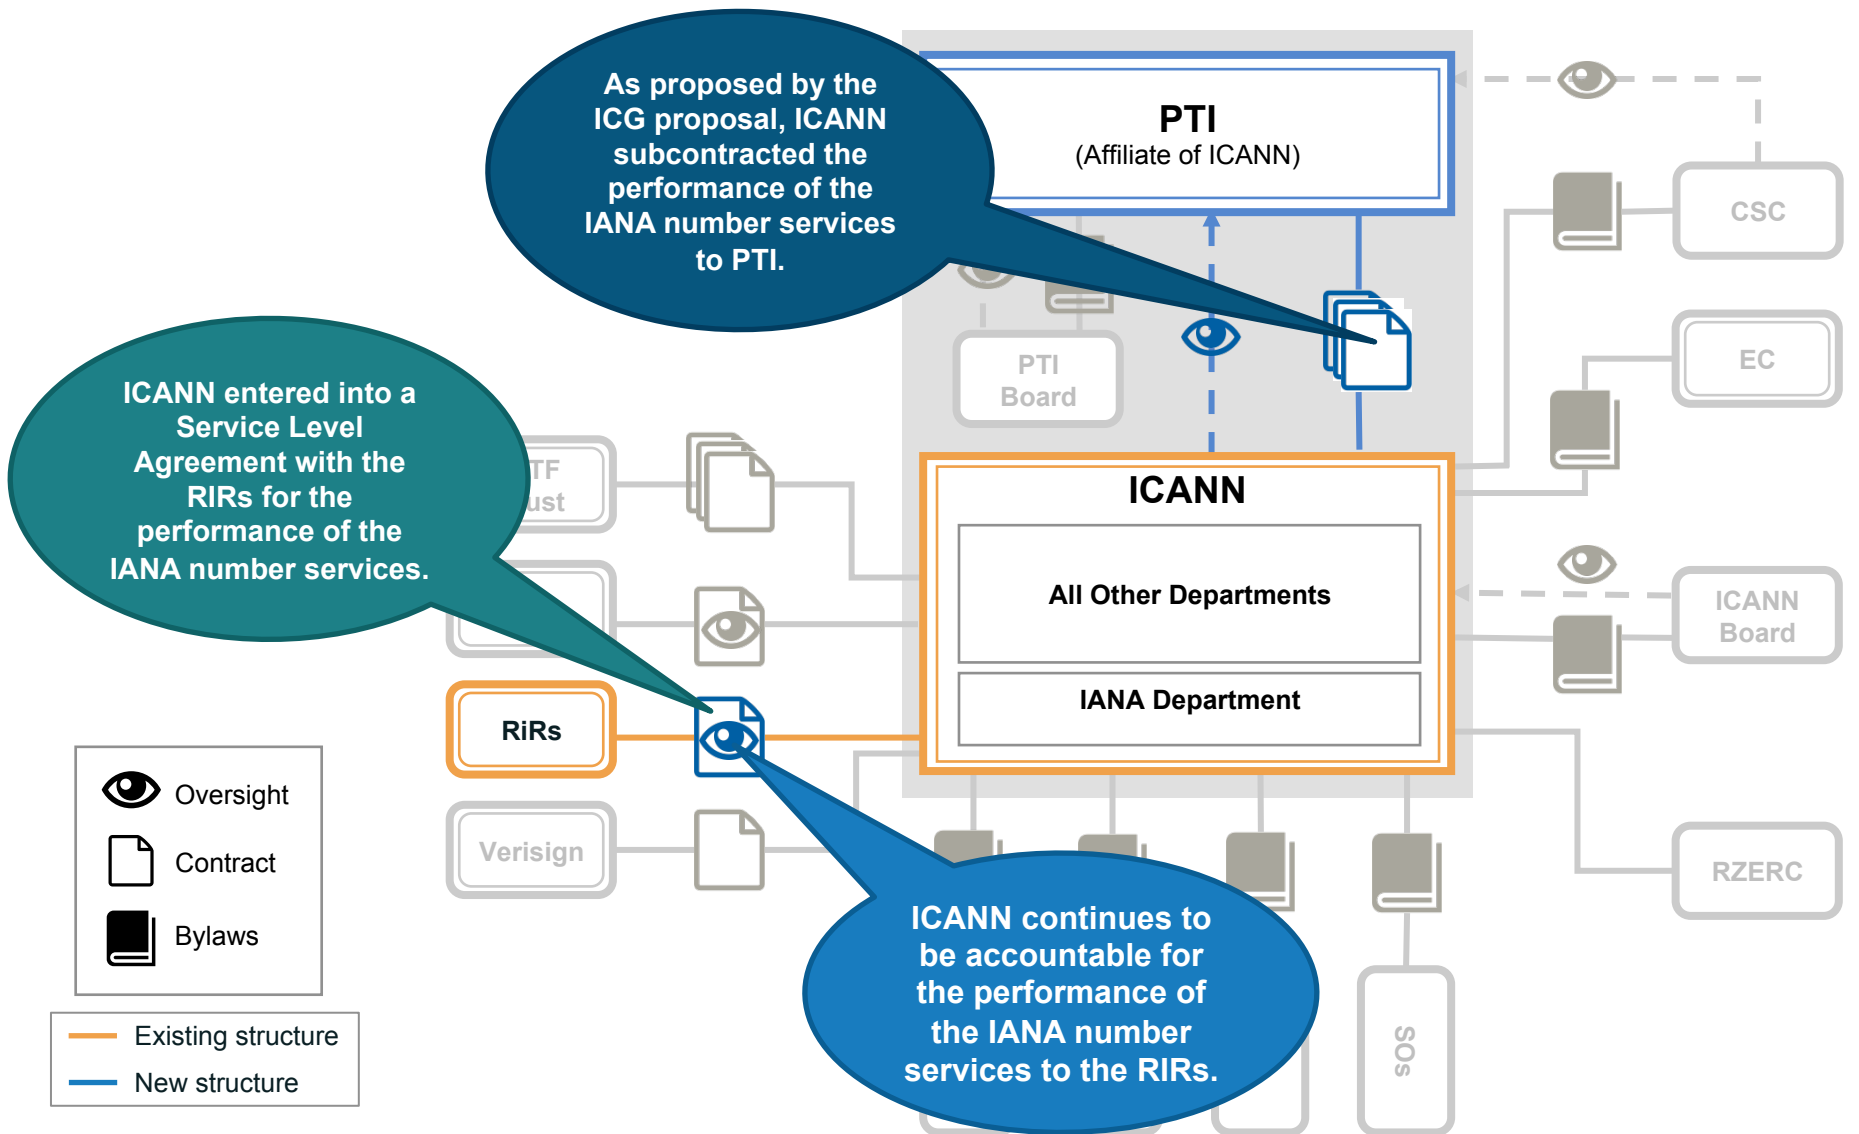 As proposed by the
ICG proposal, ICANN
subcontracted the
performance of the
IANA number services
to PTI.
PTI
(Affiliate of ICANN)
CSC
EC
PTI
Board
ICANN entered into a
Service Level
Agreement with the
RIRs for the
performance of the
IANA number services.
ICANN
All Other Departments
IANA Department
ICANN
Board
RiRs
Verisign
RZERC
Oversight
Contract
Bylaws
Existing structure
New structure
ICANN continues to
be accountable for
the performance of
the IANA number
services to the RIRs.
SOs